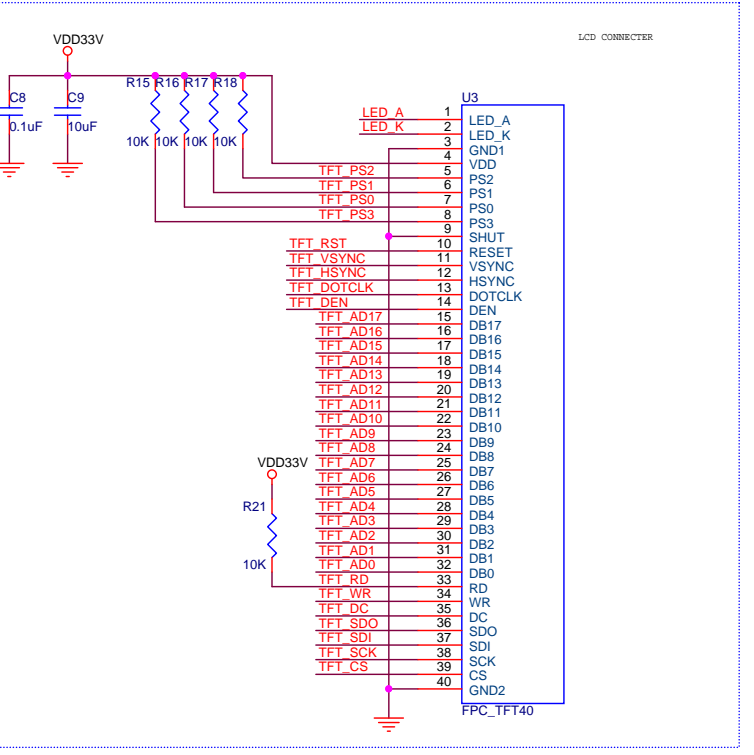 VDD33V
LCD CONNECTER
R15 R16 R17 R18
C8 C9
0.1uF 10uF
10K 10K 10K 10K
U3
LED_A 1 LED_A
LED_K 2 LED_K
3 GND1
4 VDD
TFT_PS2 5 PS2
TFT_PS1 6 PS1
TFT_PS0 7 PS0
TFT_PS3 8 PS3
9 SHUT
TFT_RST 10 RESET
TFT_VSYNC 11 VSYNC
TFT_HSYNC 12 HSYNC
TFT_DOTCLK 13 DOTCLK
TFT_DEN 14 DEN
TFT_AD17 15 DB17
TFT_AD16 16 DB16
TFT_AD15 17 DB15
TFT_AD14 18 DB14
TFT_AD13 19 DB13
TFT_AD12 20 DB12
TFT_AD11 21 DB11
TFT_AD10 22 DB10
TFT_AD9 23 DB9
TFT_AD8 24 DB8
TFT_AD7 25 DB7
TFT_AD6 26 DB6
TFT_AD5 27 DB5
TFT_AD4 28 DB4
TFT_AD3 29 DB3
TFT_AD2 30 DB2
TFT_AD1 31 DB1
TFT_AD0 32 DB0
TFT_RD 33 RD
TFT_WR 34 WR
TFT_DC 35 DC
TFT_SDO 36 SDO
TFT_SDI 37 SDI
TFT_SCK 38 SCK
TFT_CS 39 CS
40 GND2
FPC_TFT40
VDD33V
R21
10K